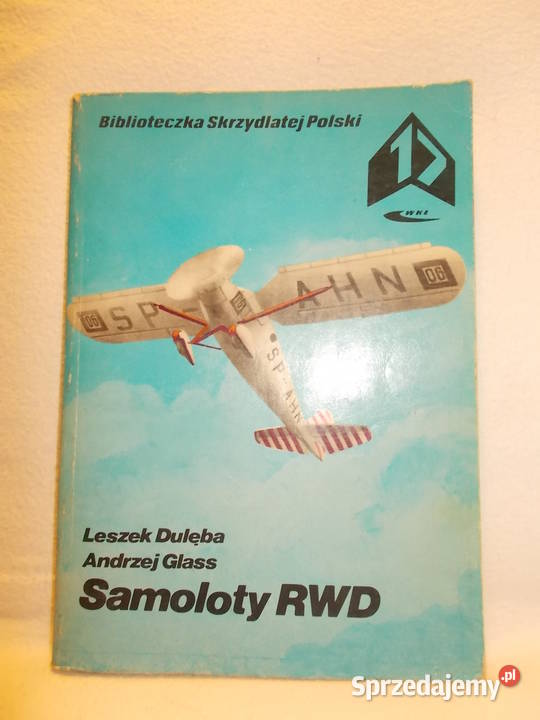 Biblioteczka Skrzydlatej Polski
17
WKŁ
06 SP-AHN 06
06
SP-AHN
Leszek Dulęba
Andrzej Glass
Samoloty RWD
Sprzedajemy.pl